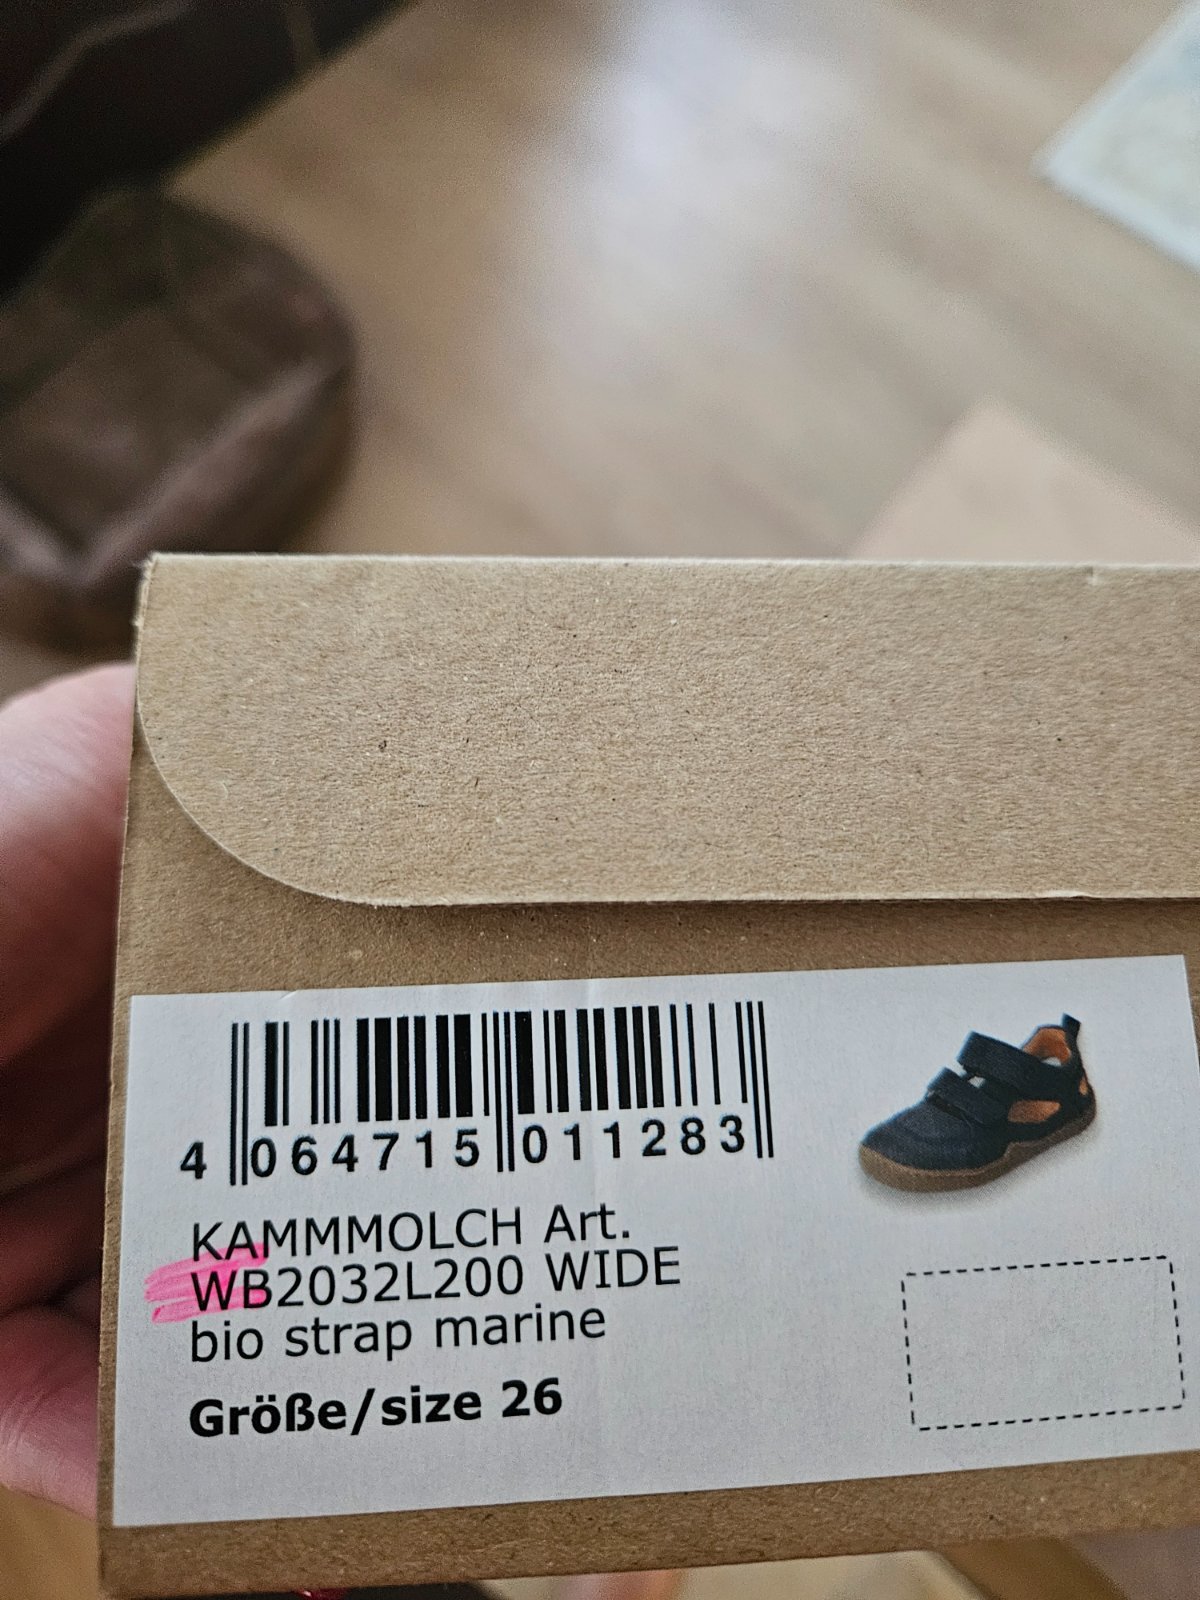 4 064715 011283
KAMMMOLCH Art.
WB2032L200 WIDE
bio strap marine
Größe/size 26